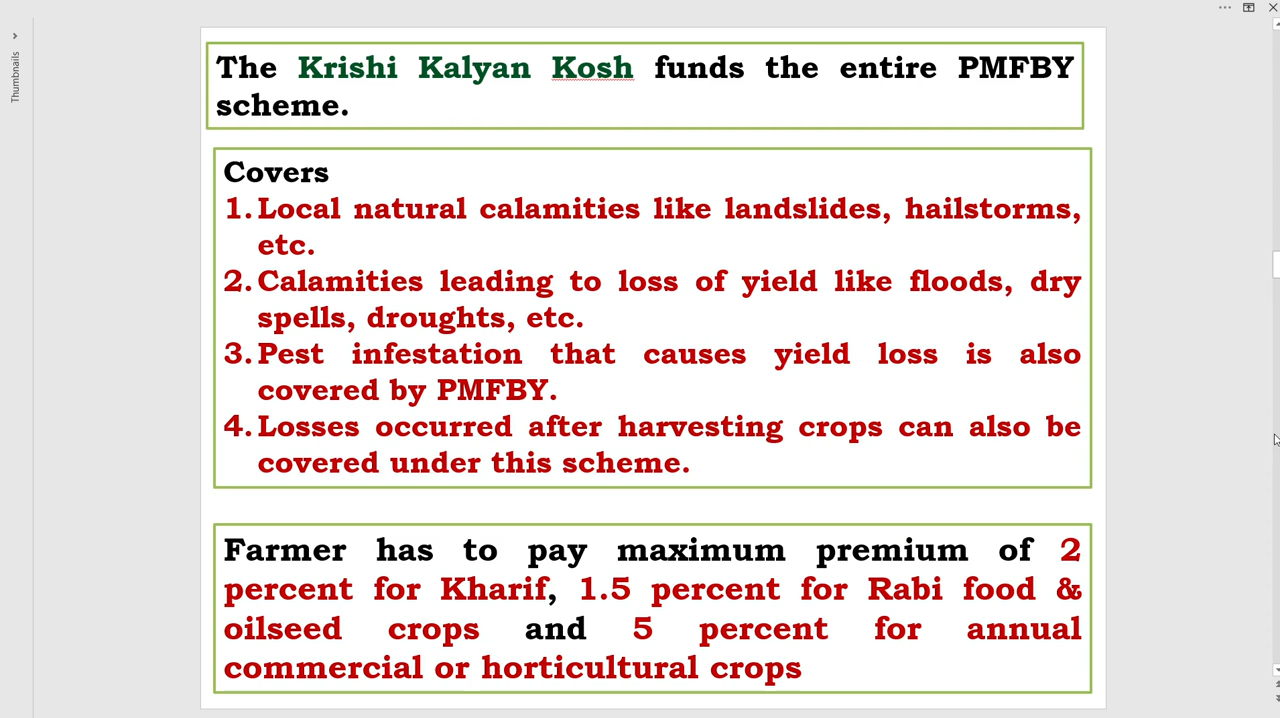 Thumbnails
The Krishi Kalyan Kosh funds the entire PMFBY
scheme.
Covers
1. Local natural calamities like landslides, hailstorms,
etc.
2. Calamities leading to loss of yield like floods, dry
spells, droughts, etc.
3. Pest infestation that causes yield loss is also
covered by PMFBY.
4. Losses occurred after harvesting crops can also be
covered under this scheme.
Farmer has to pay maximum premium of 2
percent for Kharif, 1.5 percent for Rabi food &
oilseed crops and 5 percent for annual
commercial or horticultural crops